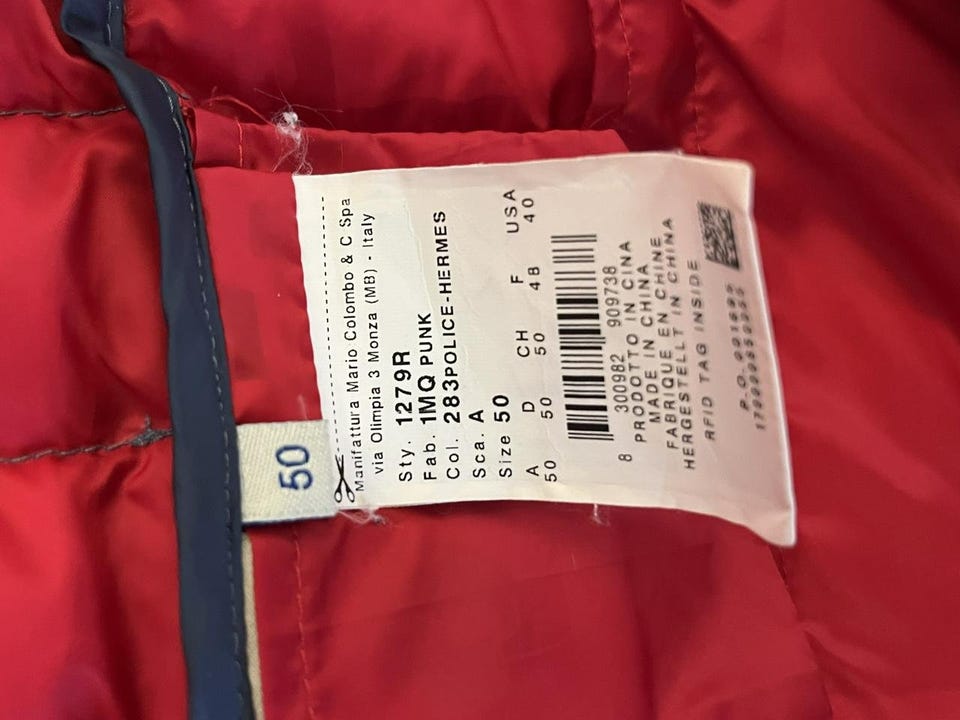 50
Manifattura Mario Colombo & C Spa
via Olimpia 3 Monza (MB) - Italy
Sty. 1279R
Fab. 1MQ PUNK
Col. 283POLICE-HERMES
Sca. A
Size 50
A D CH F USA
50 50 50 48 40
8 300982 909738
PRODOTTO IN CINA
MADE IN CHINA
FABRIQUE EN CHINE
HERGESTELLT IN CHINA
RFID TAG INSIDE
P.O.